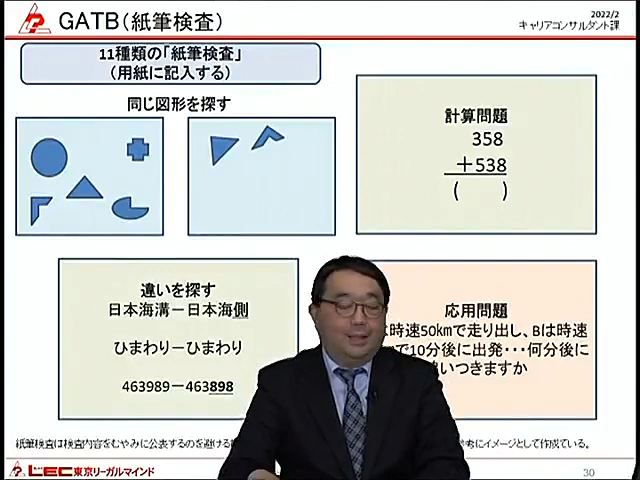 GATB(紙筆検査)
2022/2
キャリアコンサルタント課
11種類の「紙筆検査」
(用紙に記入する)
同じ図形を探す
計算問題
358
+538
( )
違いを探す
日本海溝－日本海側
ひまわり－ひまわり
463989－463898
応用問題
は時速50kmで走り出し、Bは時速
で10分後に出発・・・何分後に
いつきますか
紙筆検査は検査内容をむやみに公表するのを避ける
参考にイメージとして作成ている。
LEC東京リーガルマインド
30